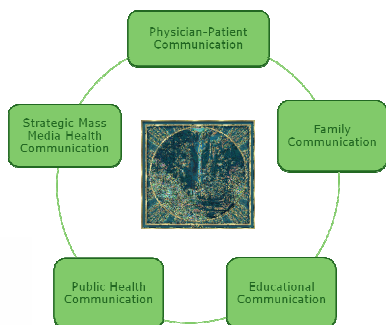 Physician-Patient
Communication
Family
Communication
Educational
Communication
Public Health
Communication
Strategic Mass
Media Health
Communication